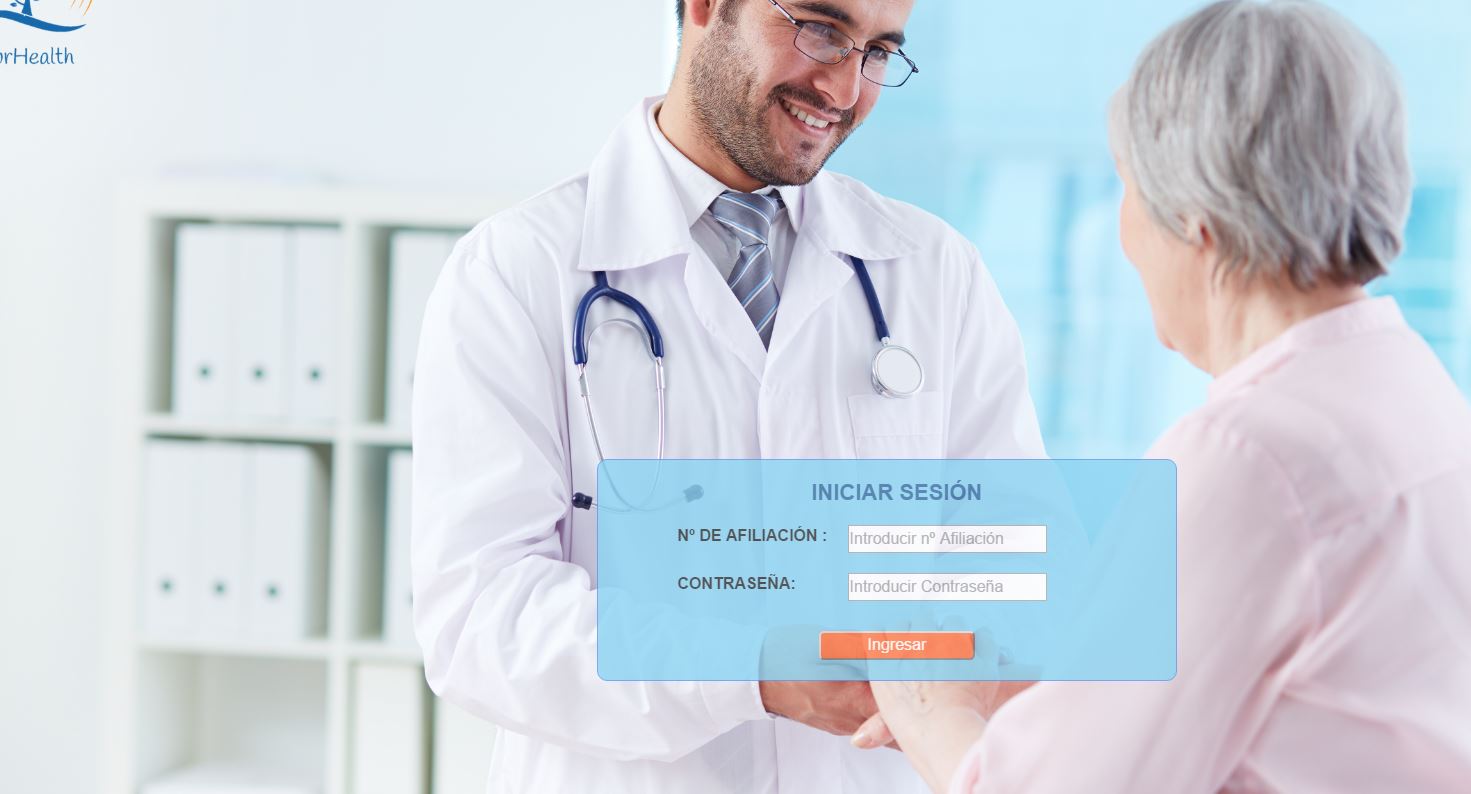 orHealth
INICIAR SESIÓN
Nº DE AFILIACIÓN :
Introducir nº Afiliación
CONTRASEÑA:
Introducir Contraseña
Ingresar